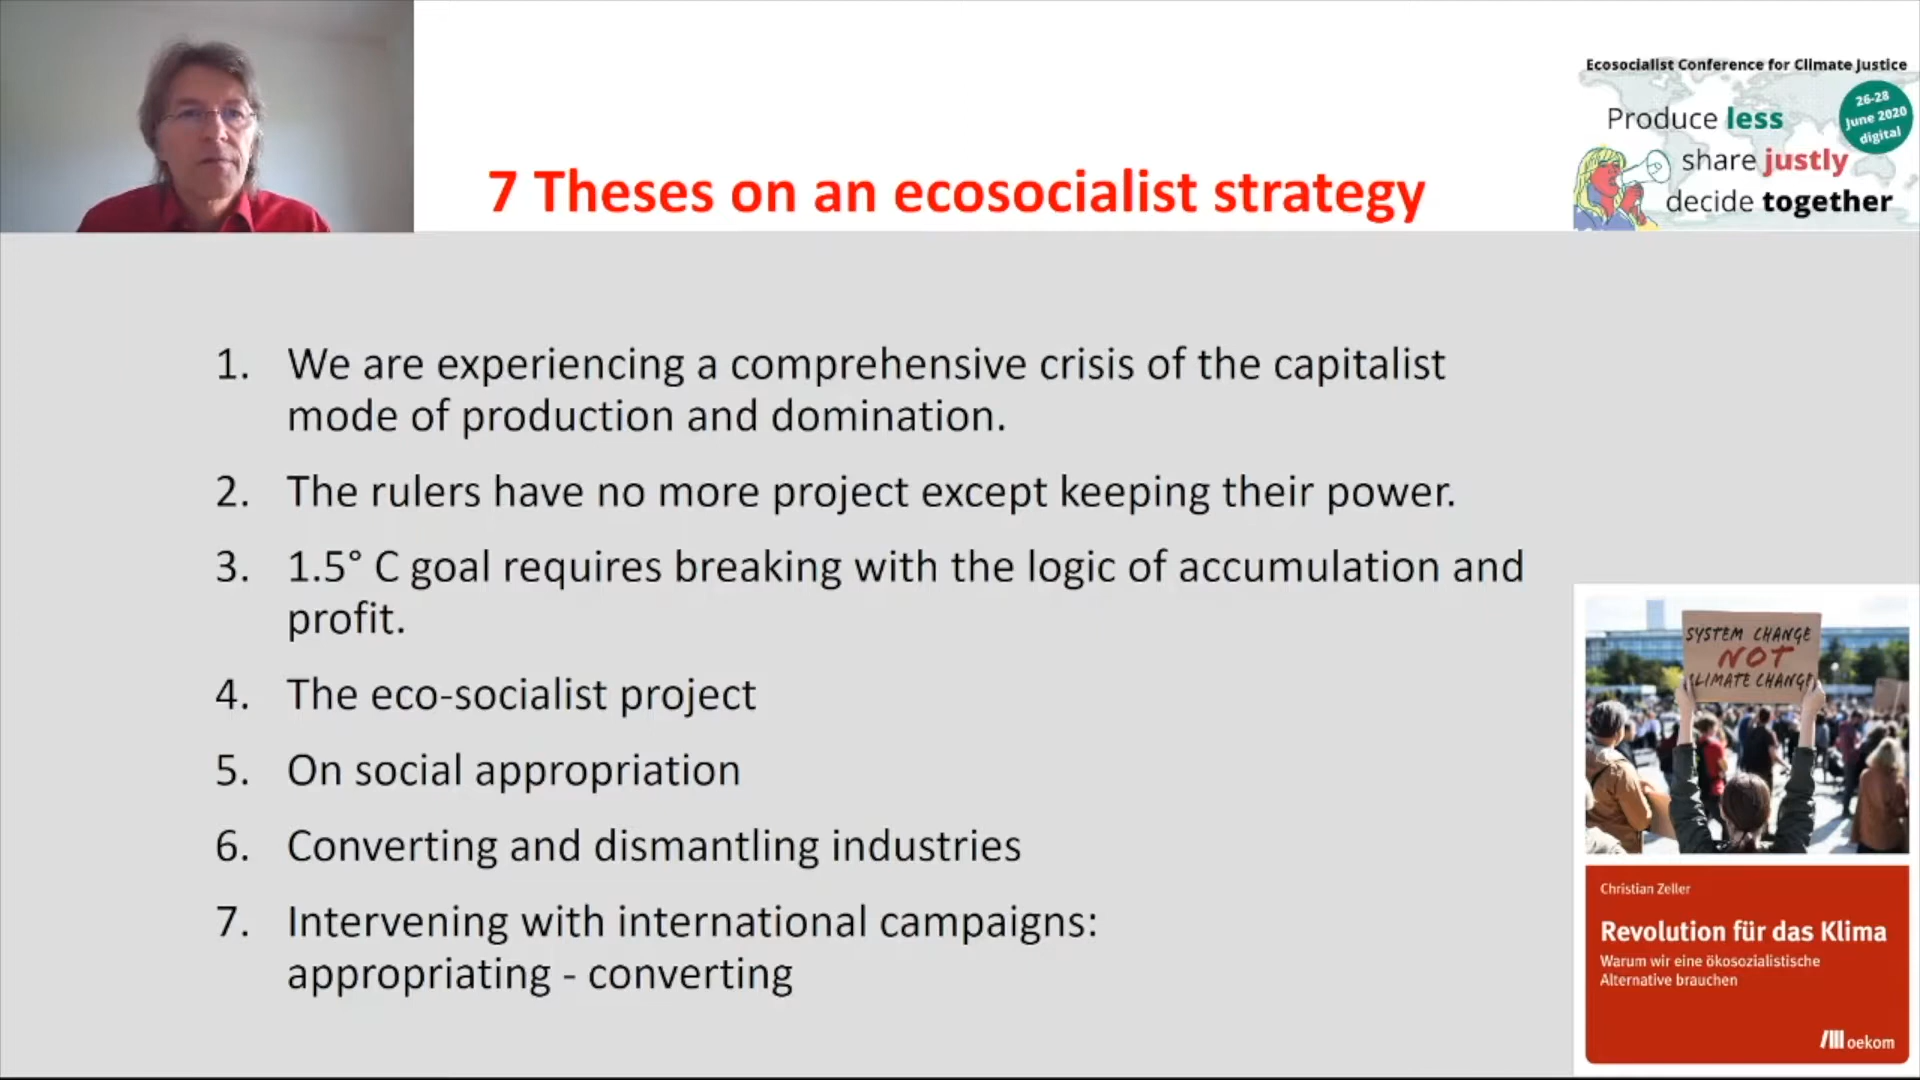 Ecosocialist Conference for Climate Justice
26-28
June 2020
digital
Produce less
share justly
decide together
7 Theses on an ecosocialist strategy
1. We are experiencing a comprehensive crisis of the capitalist
mode of production and domination.
2. The rulers have no more project except keeping their power.
3. 1.5° C goal requires breaking with the logic of accumulation and
profit.
4. The eco-socialist project
5. On social appropriation
6. Converting and dismantling industries
7. Intervening with international campaigns:
appropriating - converting
SYSTEM CHANGE
NOT
CLIMATE CHANGE
Christian Zeller
Revolution für das Klima
Warum wir eine ökosozialistische
Alternative brauchen
oekom